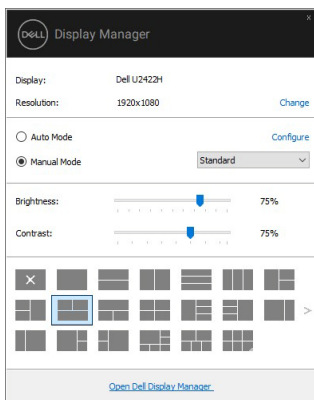 DELL Display Manager
Display: Dell U2422H
Resolution: 1920x1080 Change
Auto Mode Configure
Manual Mode Standard
Brightness: 75%
Contrast: 75%
Open Dell Display Manager